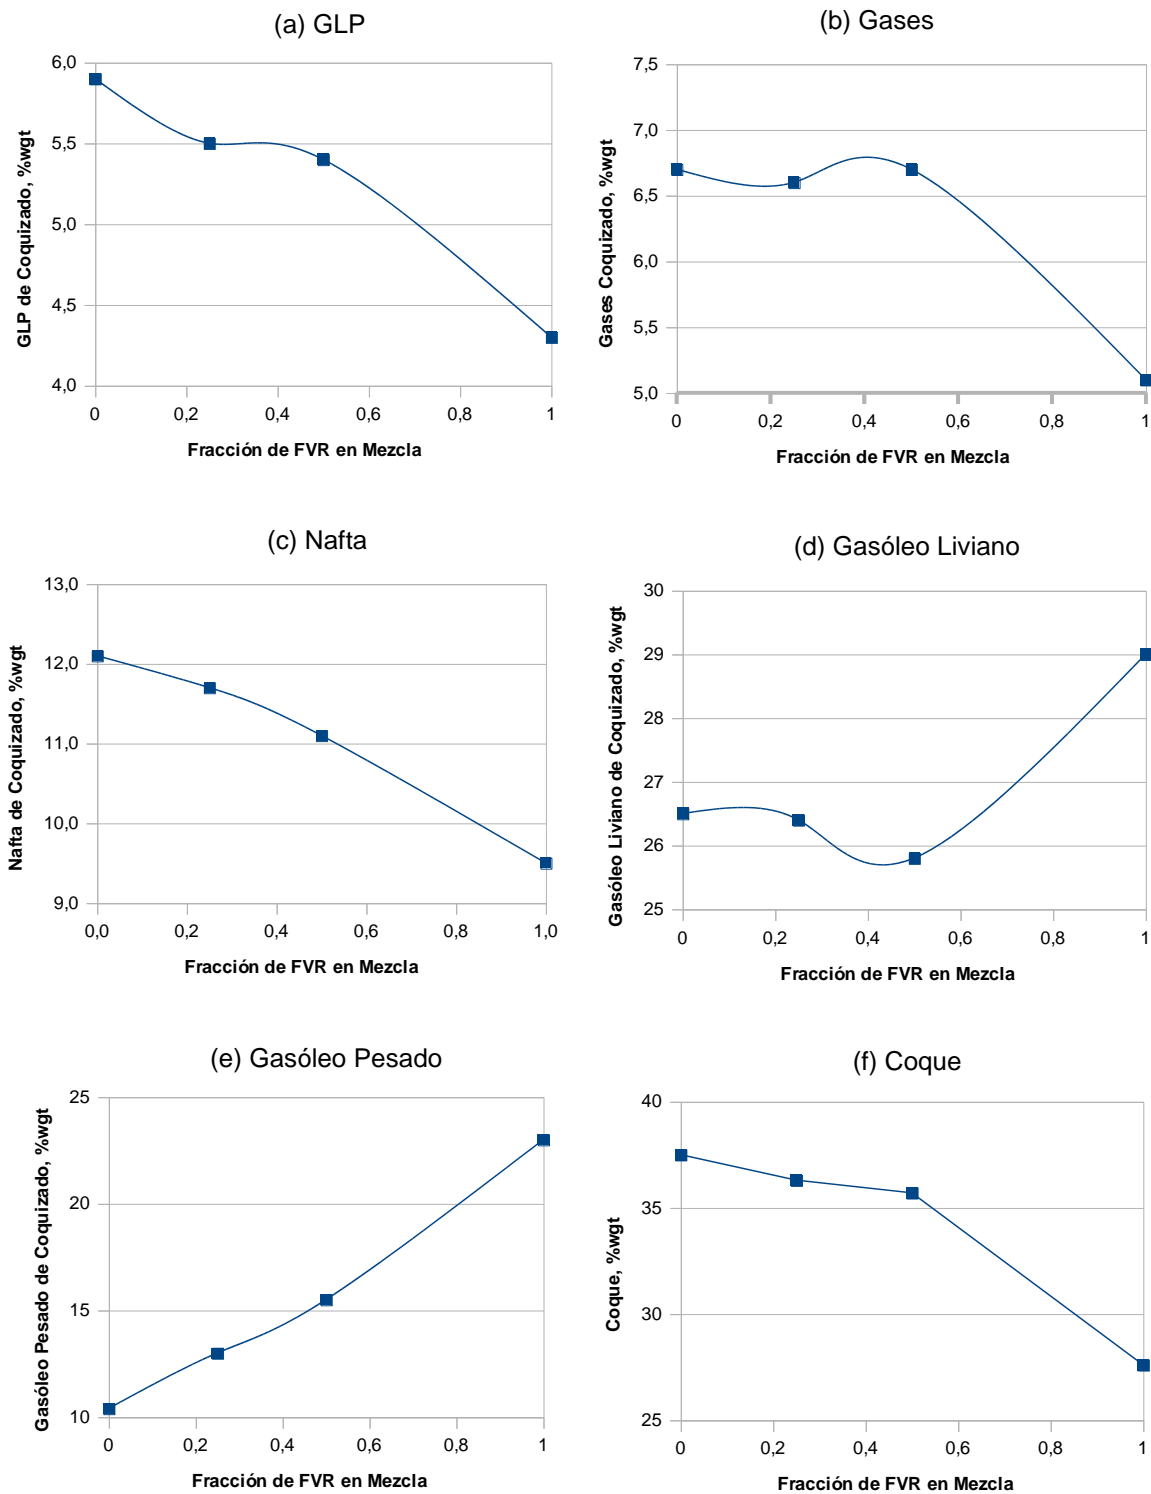 (a) GLP
6,0
5,5
5,0
4,5
4,0
GLP de Coquizado, %wgt
0 0,2 0,4 0,6 0,8 1
Fracción de FVR en Mezcla
(b) Gases
7,5
7,0
6,5
6,0
5,5
5,0
Gases Coquizado, %wgt
0 0,2 0,4 0,6 0,8 1
Fracción de FVR en Mezcla
(c) Nafta
13,0
12,0
11,0
10,0
9,0
Nafta de Coquizado, %wgt
0,0 0,2 0,4 0,6 0,8 1,0
Fracción de FVR en Mezcla
(d) Gasóleo Liviano
30
29
28
27
26
25
Gasóleo Liviano de Coquizado, %wgt
0 0,2 0,4 0,6 0,8 1
Fracción de FVR en Mezcla
(e) Gasóleo Pesado
25
20
15
10
Gasóleo Pesado de Coquizado, %wgt
0 0,2 0,4 0,6 0,8 1
Fracción de FVR en Mezcla
(f) Coque
40
35
30
25
Coque, %wgt
0 0,2 0,4 0,6 0,8 1
Fracción de FVR en Mezcla